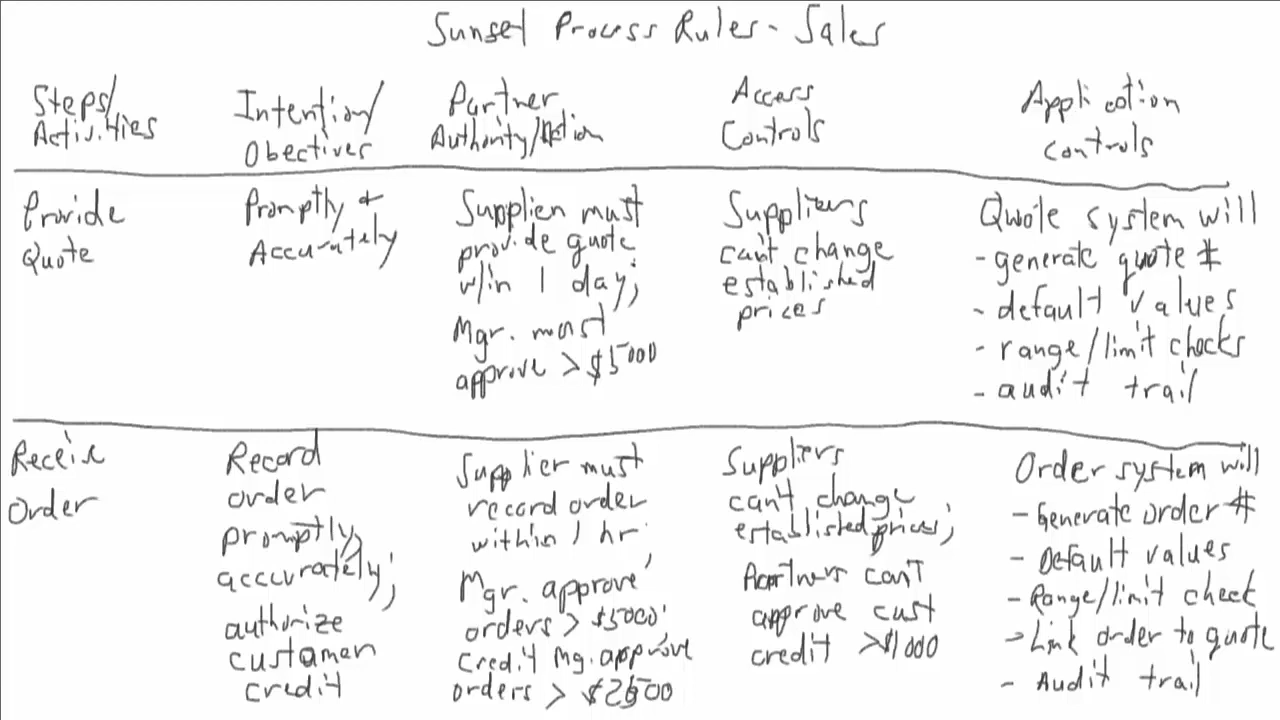 Sunset Process Rules - Sales
Steps/
Activities
Intention/
Obectives
Partner
Authority/Action
Access
Controls
Application
controls
Provide
Quote
Promptly +
Accurately
Supplier must
provide quote
w/in 1 day;
Mgr. must
approve > $5000
Suppliers
can't change
established
prices
Quote system will
- generate quote #
- default values
- range/limit checks
- audit trail
Receive
Order
Record
order
promptly,
acccurately;
authorize
customer
credit
Supplier must
record order
within 1 hr;
Mgr. approve
orders > $5000;
Credit Mg. approve
orders >
Suppliers
can't change
established prices;
Partners can't
approve cust
credit > $1000
Order system will
- Generate order #
- Default values
- Range/limit check
- Link order to quote
- Audit trail